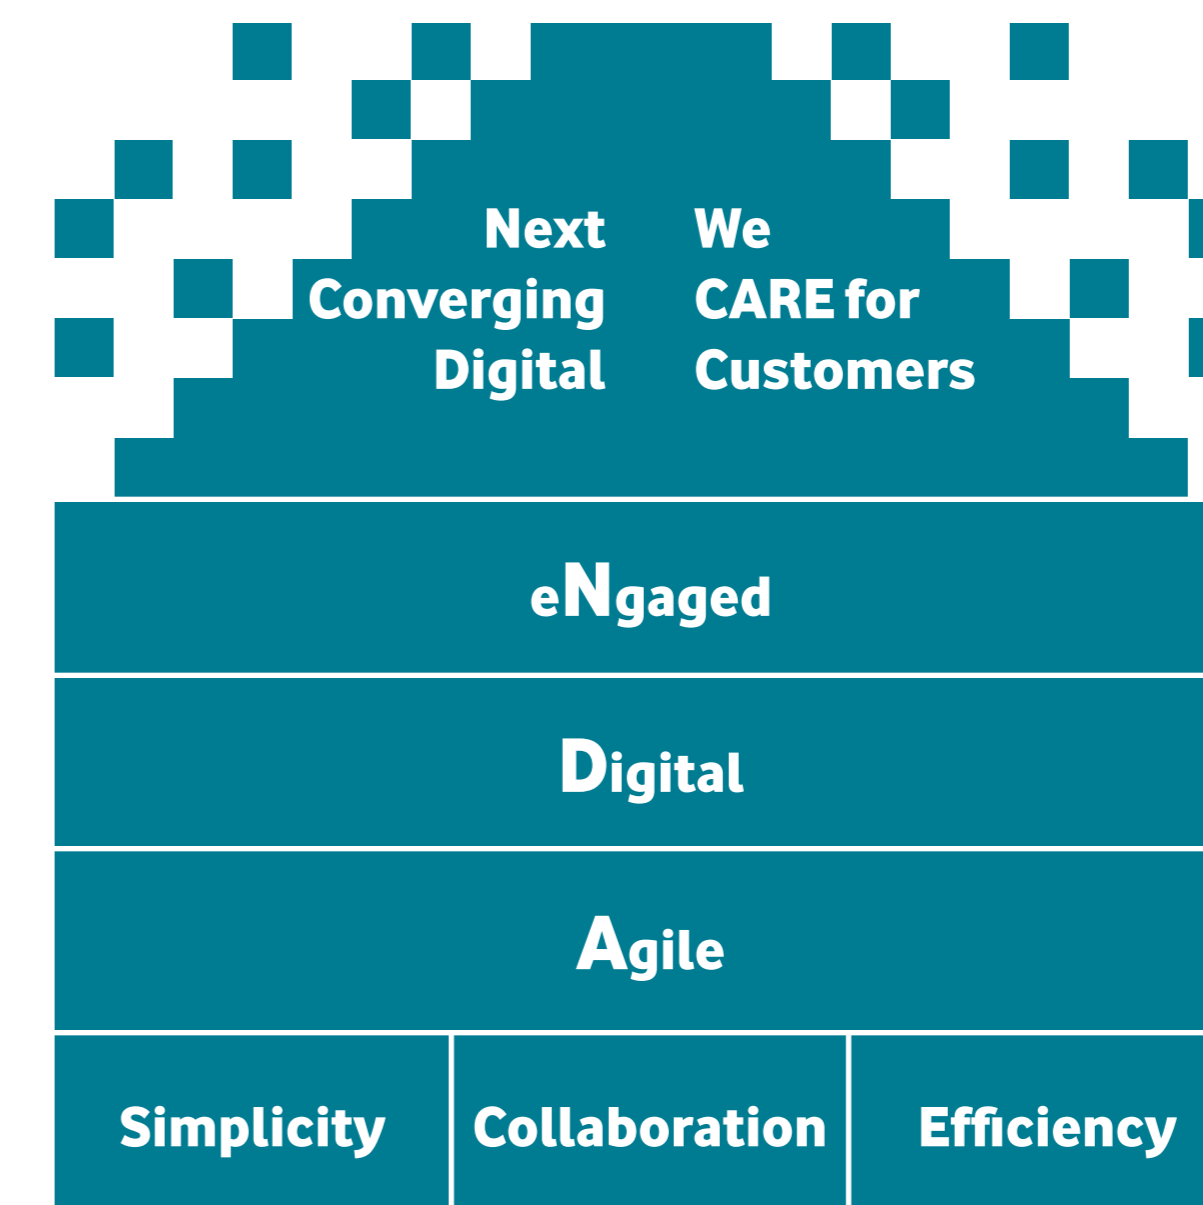 Next
Converging
Digital
We
CARE for
Customers
eNgaged
Digital
Agile
Simplicity
Collaboration
Efficiency